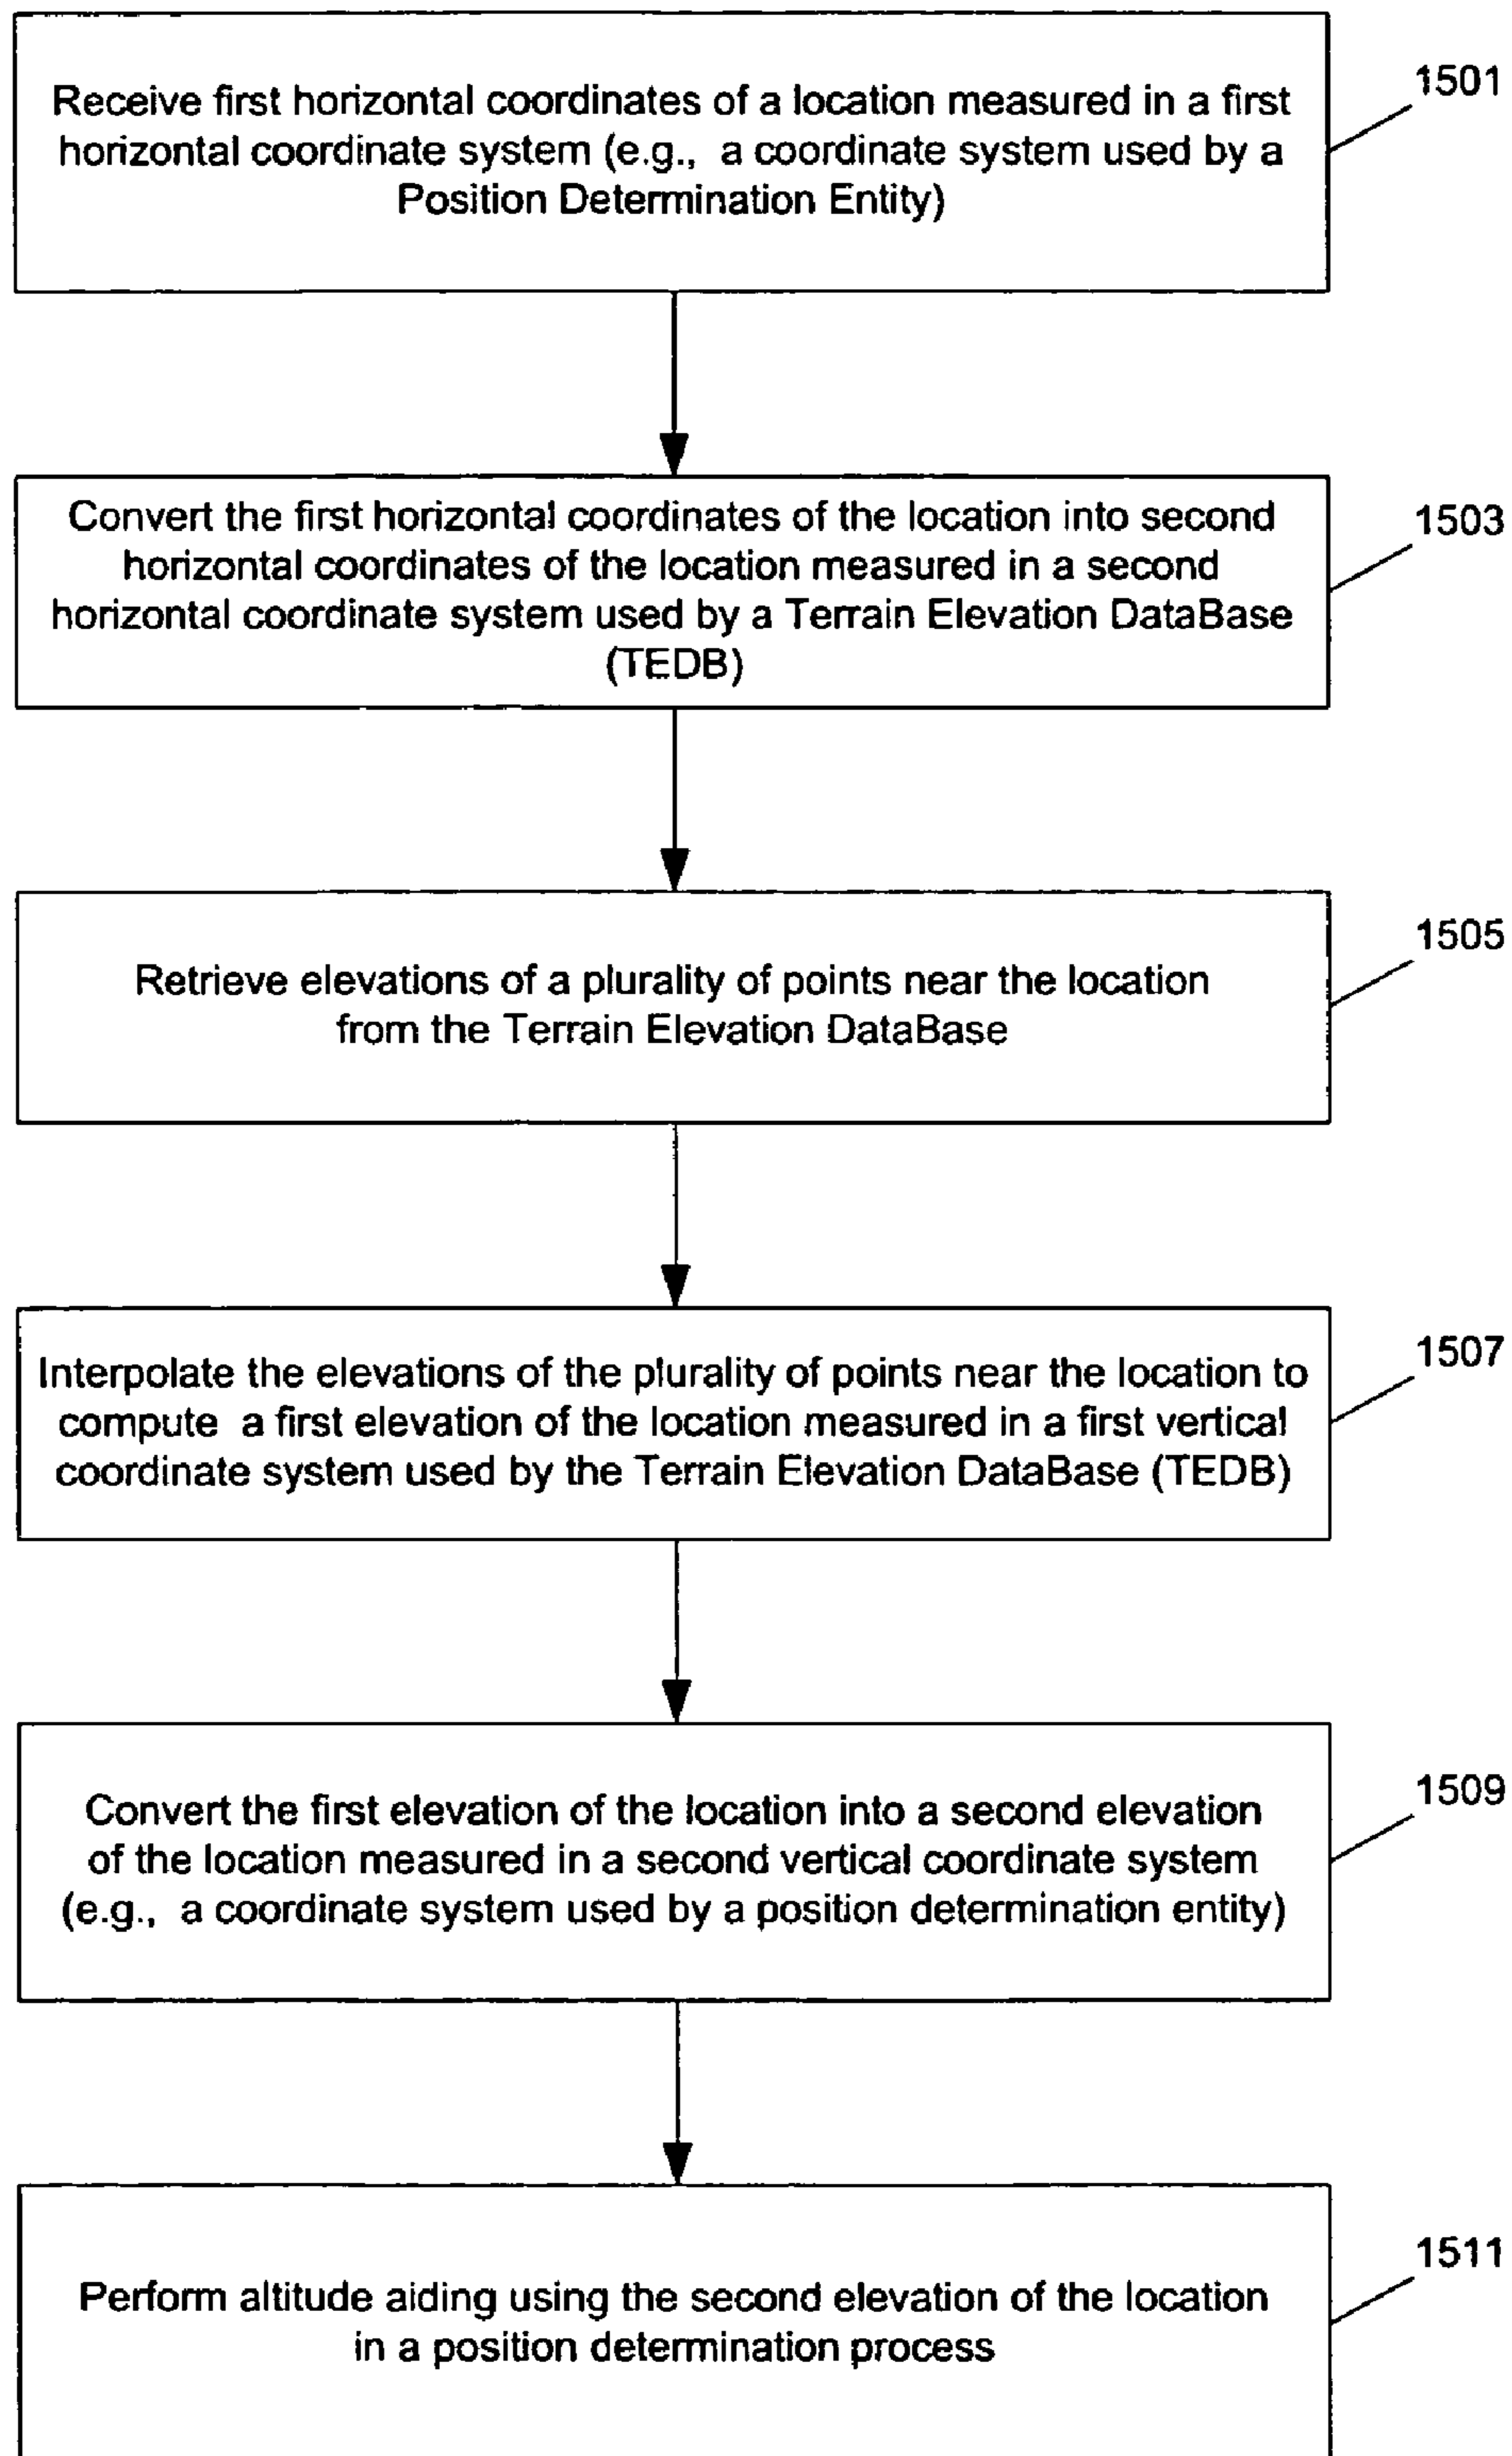 Receive first horizontal coordinates of a location measured in a first
horizontal coordinate system (e.g., a coordinate system used by a
Position Determination Entity)
1501
Convert the first horizontal coordinates of the location into second
horizontal coordinates of the location measured in a second
horizontal coordinate system used by a Terrain Elevation DataBase
(TEDB)
1503
Retrieve elevations of a plurality of points near the location
from the Terrain Elevation DataBase
1505
Interpolate the elevations of the plurality of points near the location to
compute a first elevation of the location measured in a first vertical
coordinate system used by the Terrain Elevation DataBase (TEDB)
1507
Convert the first elevation of the location into a second elevation
of the location measured in a second vertical coordinate system
(e.g., a coordinate system used by a position determination entity)
1509
Perform altitude aiding using the second elevation of the location
in a position determination process
1511